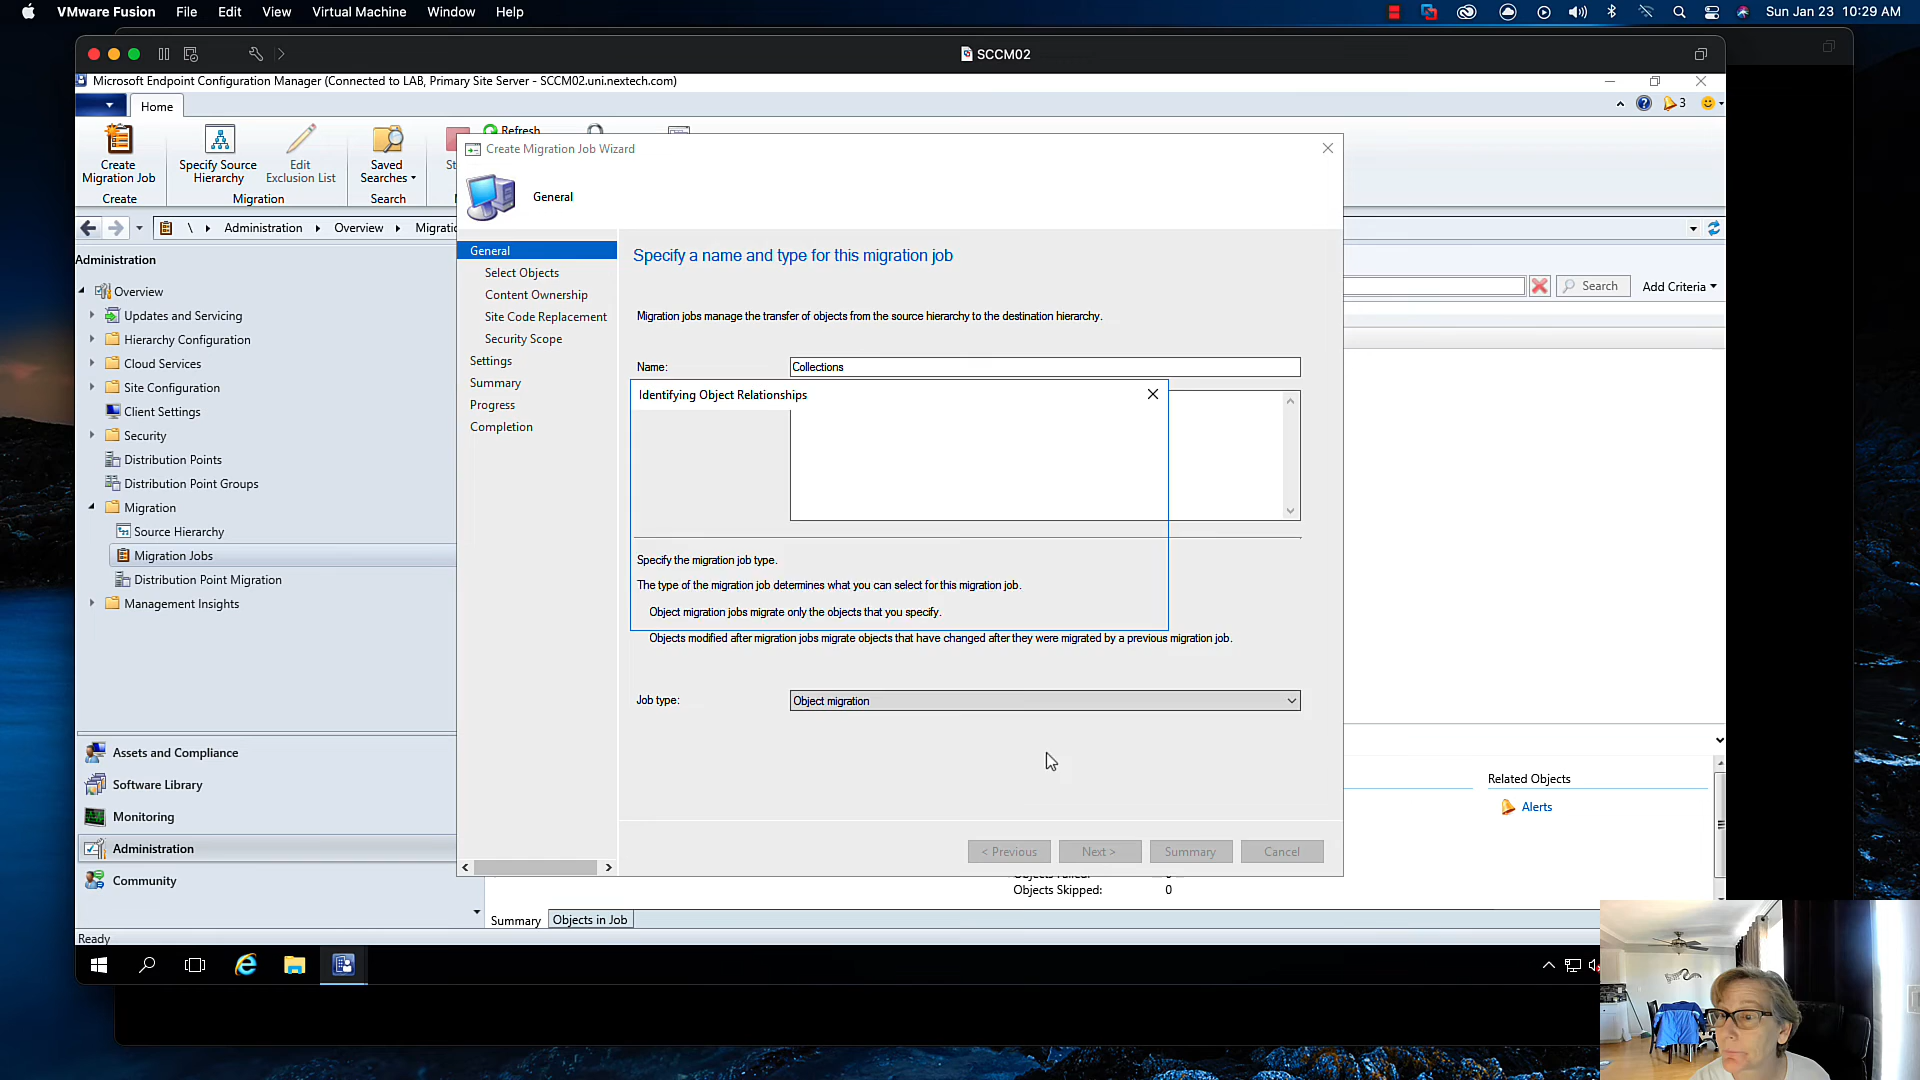 VMware Fusion File Edit View Virtual Machine Window Help
Sun Jan 23 10:29 AM
SCCM02
Microsoft Endpoint Configuration Manager (Connected to LAB, Primary Site Server - SCCM02.uni.nextech.com)
Home
3
Create Migration Job
Specify Source Hierarchy
Edit Exclusion List
Saved Searches
Refresh
Create
Migration
Search
\ Administration Overview
Administration
Overview
Updates and Servicing
Hierarchy Configuration
Cloud Services
Site Configuration
Client Settings
Security
Distribution Points
Distribution Point Groups
Migration
Source Hierarchy
Migration Jobs
Distribution Point Migration
Management Insights
Assets and Compliance
Software Library
Monitoring
Administration
Community
Ready
Create Migration Job Wizard
General
General
Select Objects
Content Ownership
Site Code Replacement
Security Scope
Settings
Summary
Progress
Completion
Specify a name and type for this migration job
Migration jobs manage the transfer of objects from the source hierarchy to the destination hierarchy.
Name: Collections
Identifying Object Relationships
Specify the migration job type.
The type of the migration job determines what you can select for this migration job.
Object migration jobs migrate only the objects that you specify.
Objects modified after migration jobs migrate objects that have changed after they were migrated by a previous migration job.
Job type: Object migration
< Previous Next > Summary Cancel
Search Add Criteria
Related Objects
Alerts
Objects Skipped: 0
Summary Objects in Job